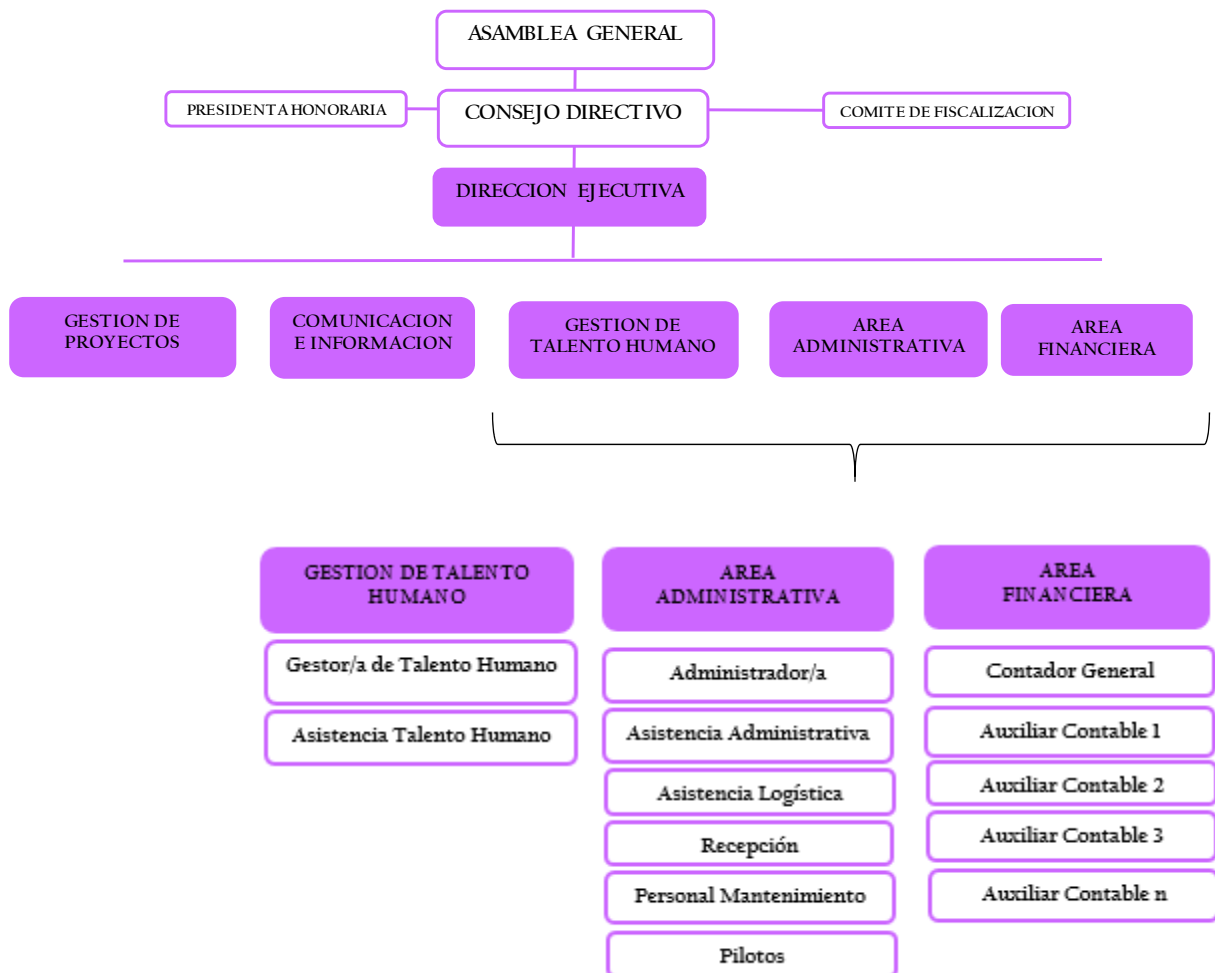 ASAMBLEA GENERAL
PRESIDENTA HONORARIA
CONSEJO DIRECTIVO
COMITE DE FISCALIZACION
DIRECCION EJECUTIVA
GESTION DE
PROYECTOS
COMUNICACION
E INFORMACION
GESTION DE
TALENTO HUMANO
AREA
ADMINISTRATIVA
AREA
FINANCIERA
GESTION DE TALENTO
HUMANO
Gestor/a de Talento Humano
Asistencia Talento Humano
AREA
ADMINISTRATIVA
Administrador/a
Asistencia Administrativa
Asistencia Logística
Recepción
Personal Mantenimiento
Pilotos
AREA
FINANCIERA
Contador General
Auxiliar Contable 1
Auxiliar Contable 2
Auxiliar Contable 3
Auxiliar Contable n